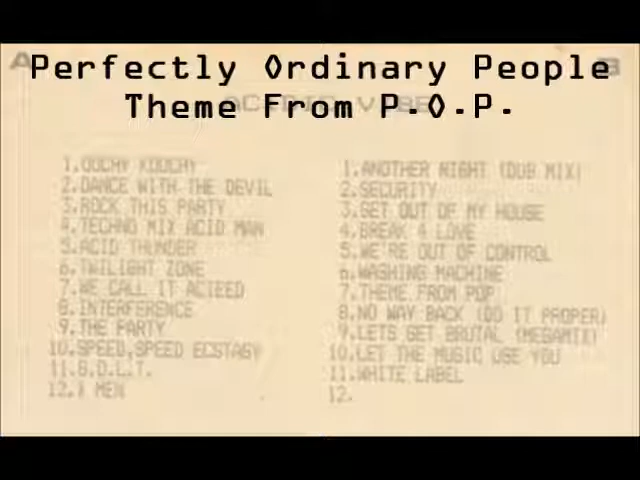 A
B
Perfectly Ordinary People
Theme From P.O.P.
ACIDIC VIBE
1.OOCHY KOOCHY
2.DANCE WITH THE DEVIL
3.ROCK THIS PARTY
4.TECHNO MIX ACID MAN
5.ACID THUNDER
6.TWILIGHT ZONE
7.WE CALL IT ACIEED
8.INTERFERENCE
9.THE PARTY
10.SPEED,SPEED ECSTASY
11.
12. MEN
1.ANOTHER NIGHT (DUB MIX)
2.SECURITY
3.GET OUT OF MY HOUSE
4.BREAK 4 LOVE
5.WE'RE OUT OF CONTROL
6.WASHING MACHINE
7.THEME FROM POP
8.NO WAY BACK (DO IT PROPER)
9.LETS GET BRUTAL (MEGAMIX)
10.LET THE MUSIC USE YOU
11.WHITE LABEL
12.